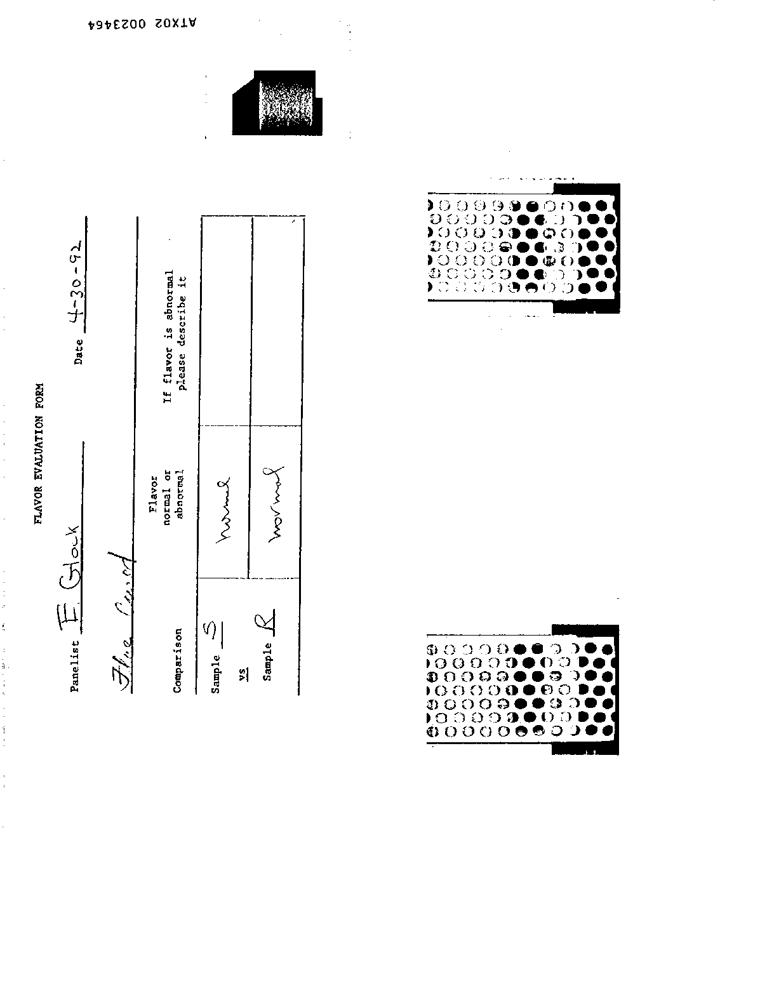 FLAVOR EVALUATION FORM
Panelist E. Glock Date 4-30-92
Flue Cured
Comparison Flavor normal or abnormal If flavor is abnormal please describe it
Sample S normal
vs
Sample R normal
ATX02 0023464